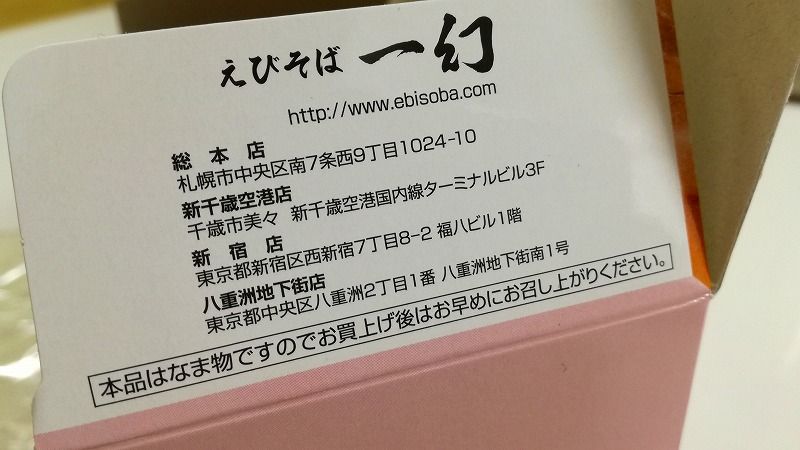 えびそば 一幻
http://www.ebisoba.com
総本店
札幌市中央区南7条西9丁目1024-10
新千歳空港店
千歳市美々 新千歳空港国内線ターミナルビル3F
新宿店
東京都新宿区西新宿7丁目8-2 福八ビル1階
八重洲地下街店
東京都中央区八重洲2丁目1番 八重洲地下街南1号
本品はなま物ですのでお買上げ後はお早めにお召し上がりください。